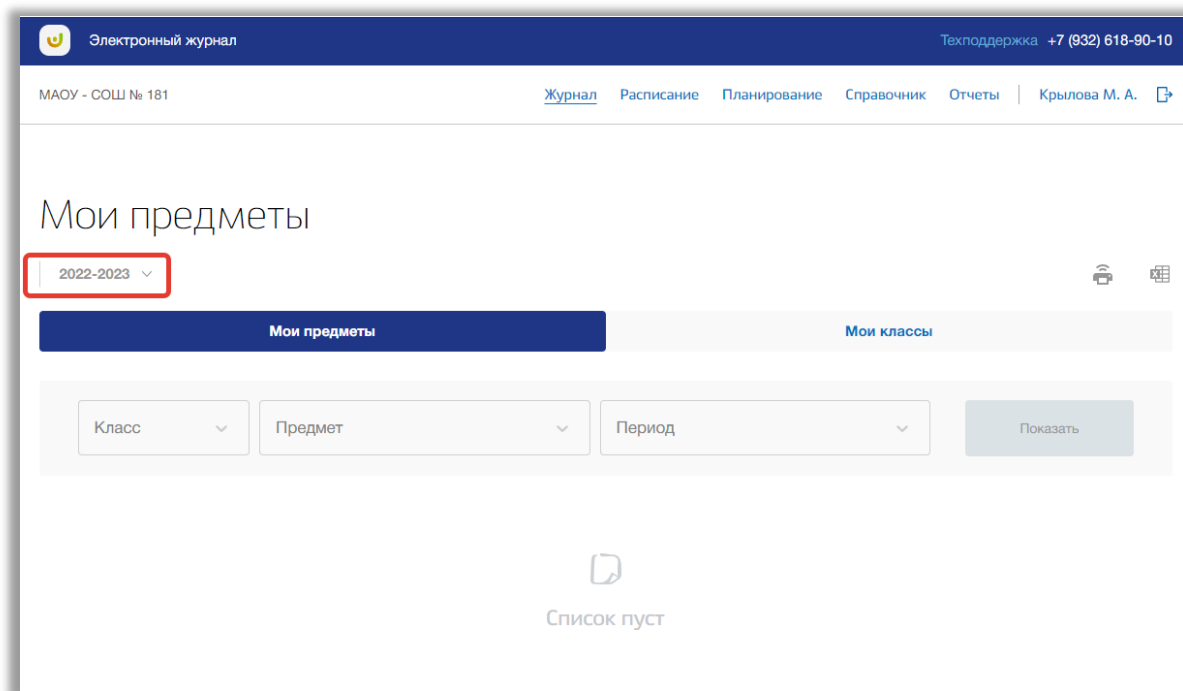 Электронный журнал Техподдержка +7 (932) 618-90-10
МАОУ - СОШ № 181 Журнал Расписание Планирование Справочник Отчеты Крылова М. А.
Мои предметы
2022-2023
Мои предметы Мои классы
Класс Предмет Период Показать
Список пуст